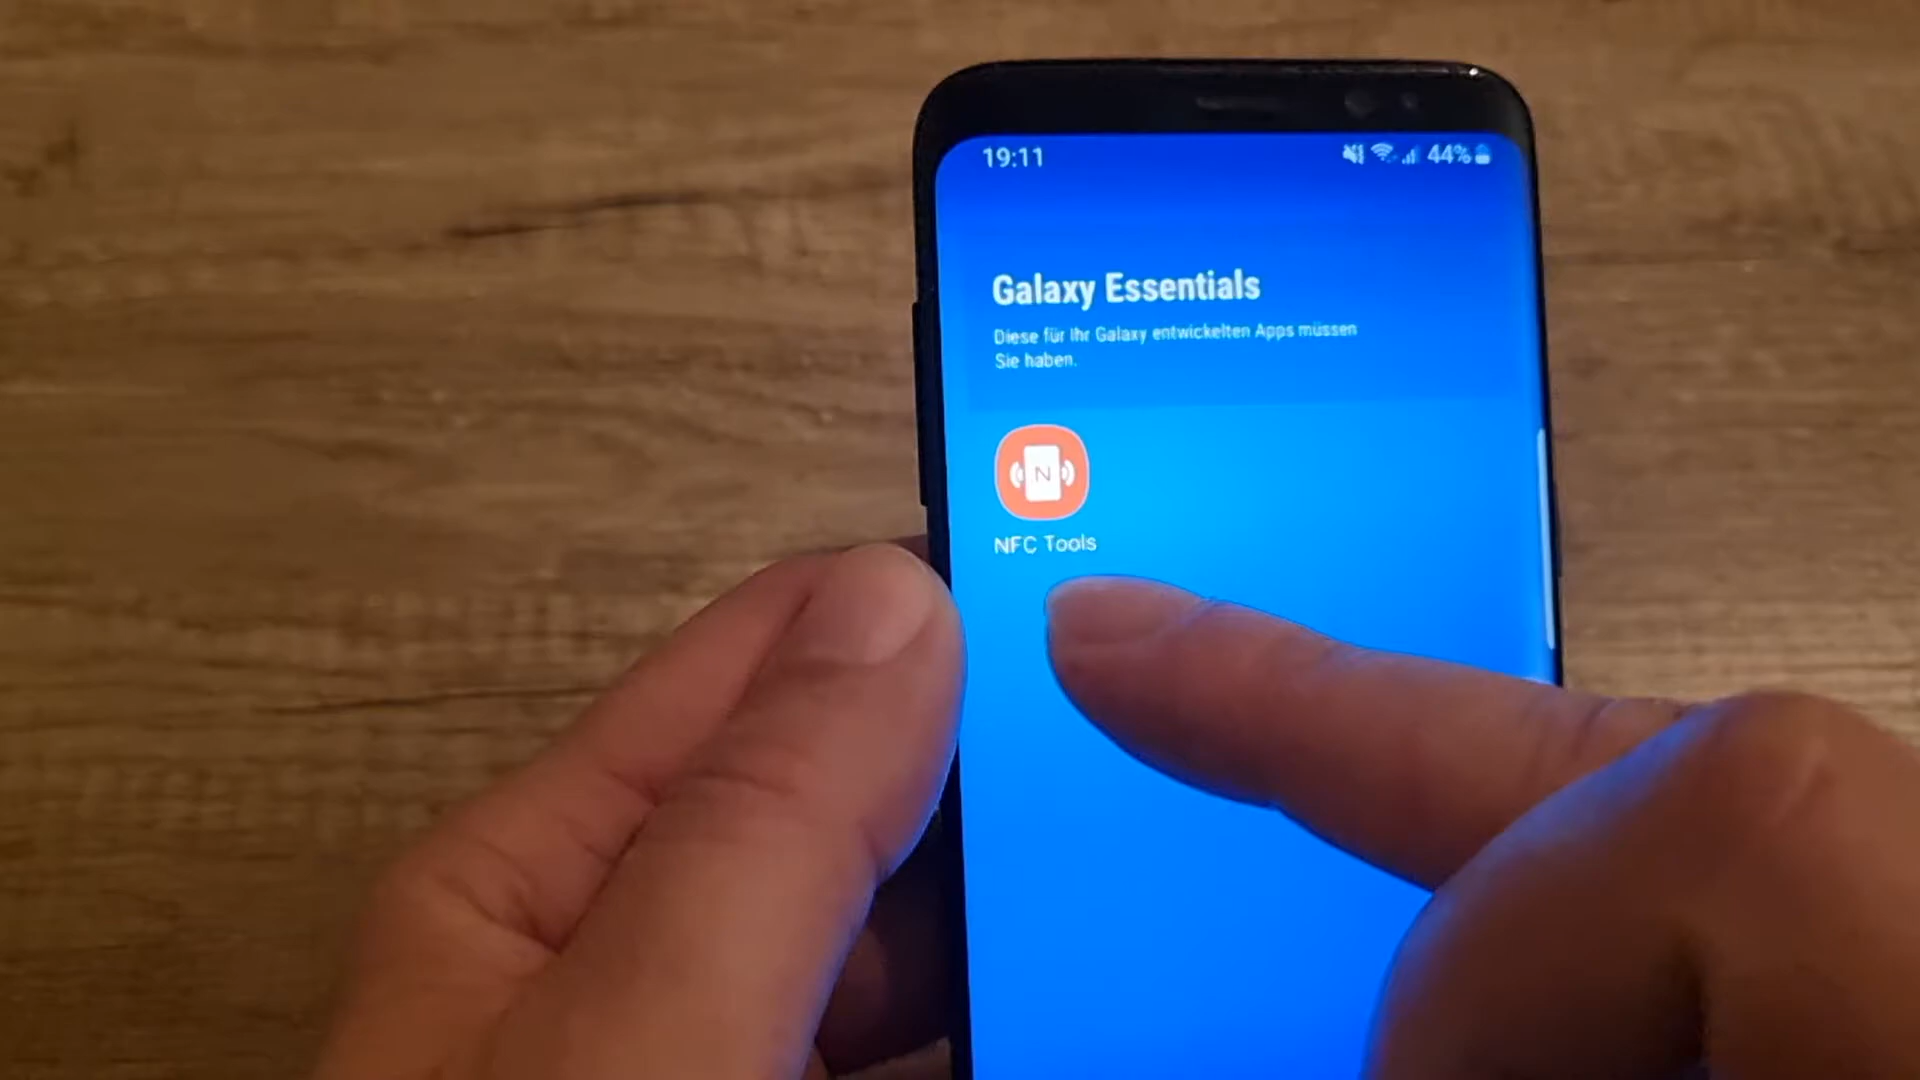 19:11
44%
Galaxy Essentials
Diese für Ihr Galaxy entwickelten Apps müssen
Sie haben.
N
NFC Tools